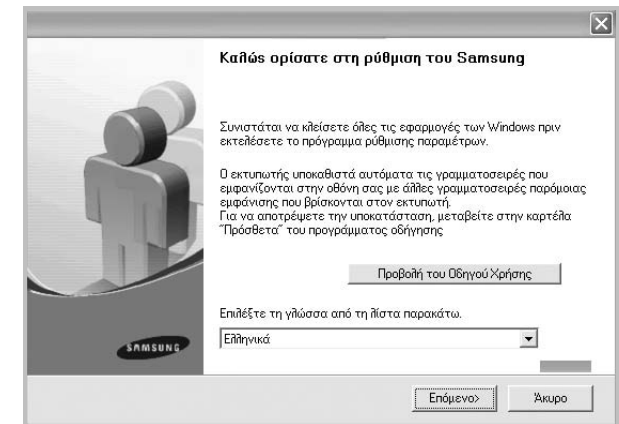 Καλώς ορίσατε στη ρύθμιση του Samsung
Συνιστάται να κλείσετε όλες τις εφαρμογές των Windows πριν
εκτελέσετε το πρόγραμμα ρύθμισης παραμέτρων.
Ο εκτυπωτής υποκαθιστά αυτόματα τις γραμματοσειρές που
εμφανίζονται στην οθόνη σας με άλλες γραμματοσειρές παρόμοιας
εμφάνισης που βρίσκονται στον εκτυπωτή.
Για να αποτρέψετε την υποκατάσταση, μεταβείτε στην καρτέλα
"Πρόσθετα" του προγράμματος οδήγησης
Προβολή του Οδηγού Χρήσης
Επιλέξτε τη γλώσσα από τη λίστα παρακάτω.
Ελληνικά
SAMSUNG
Επόμενο>
Άκυρο